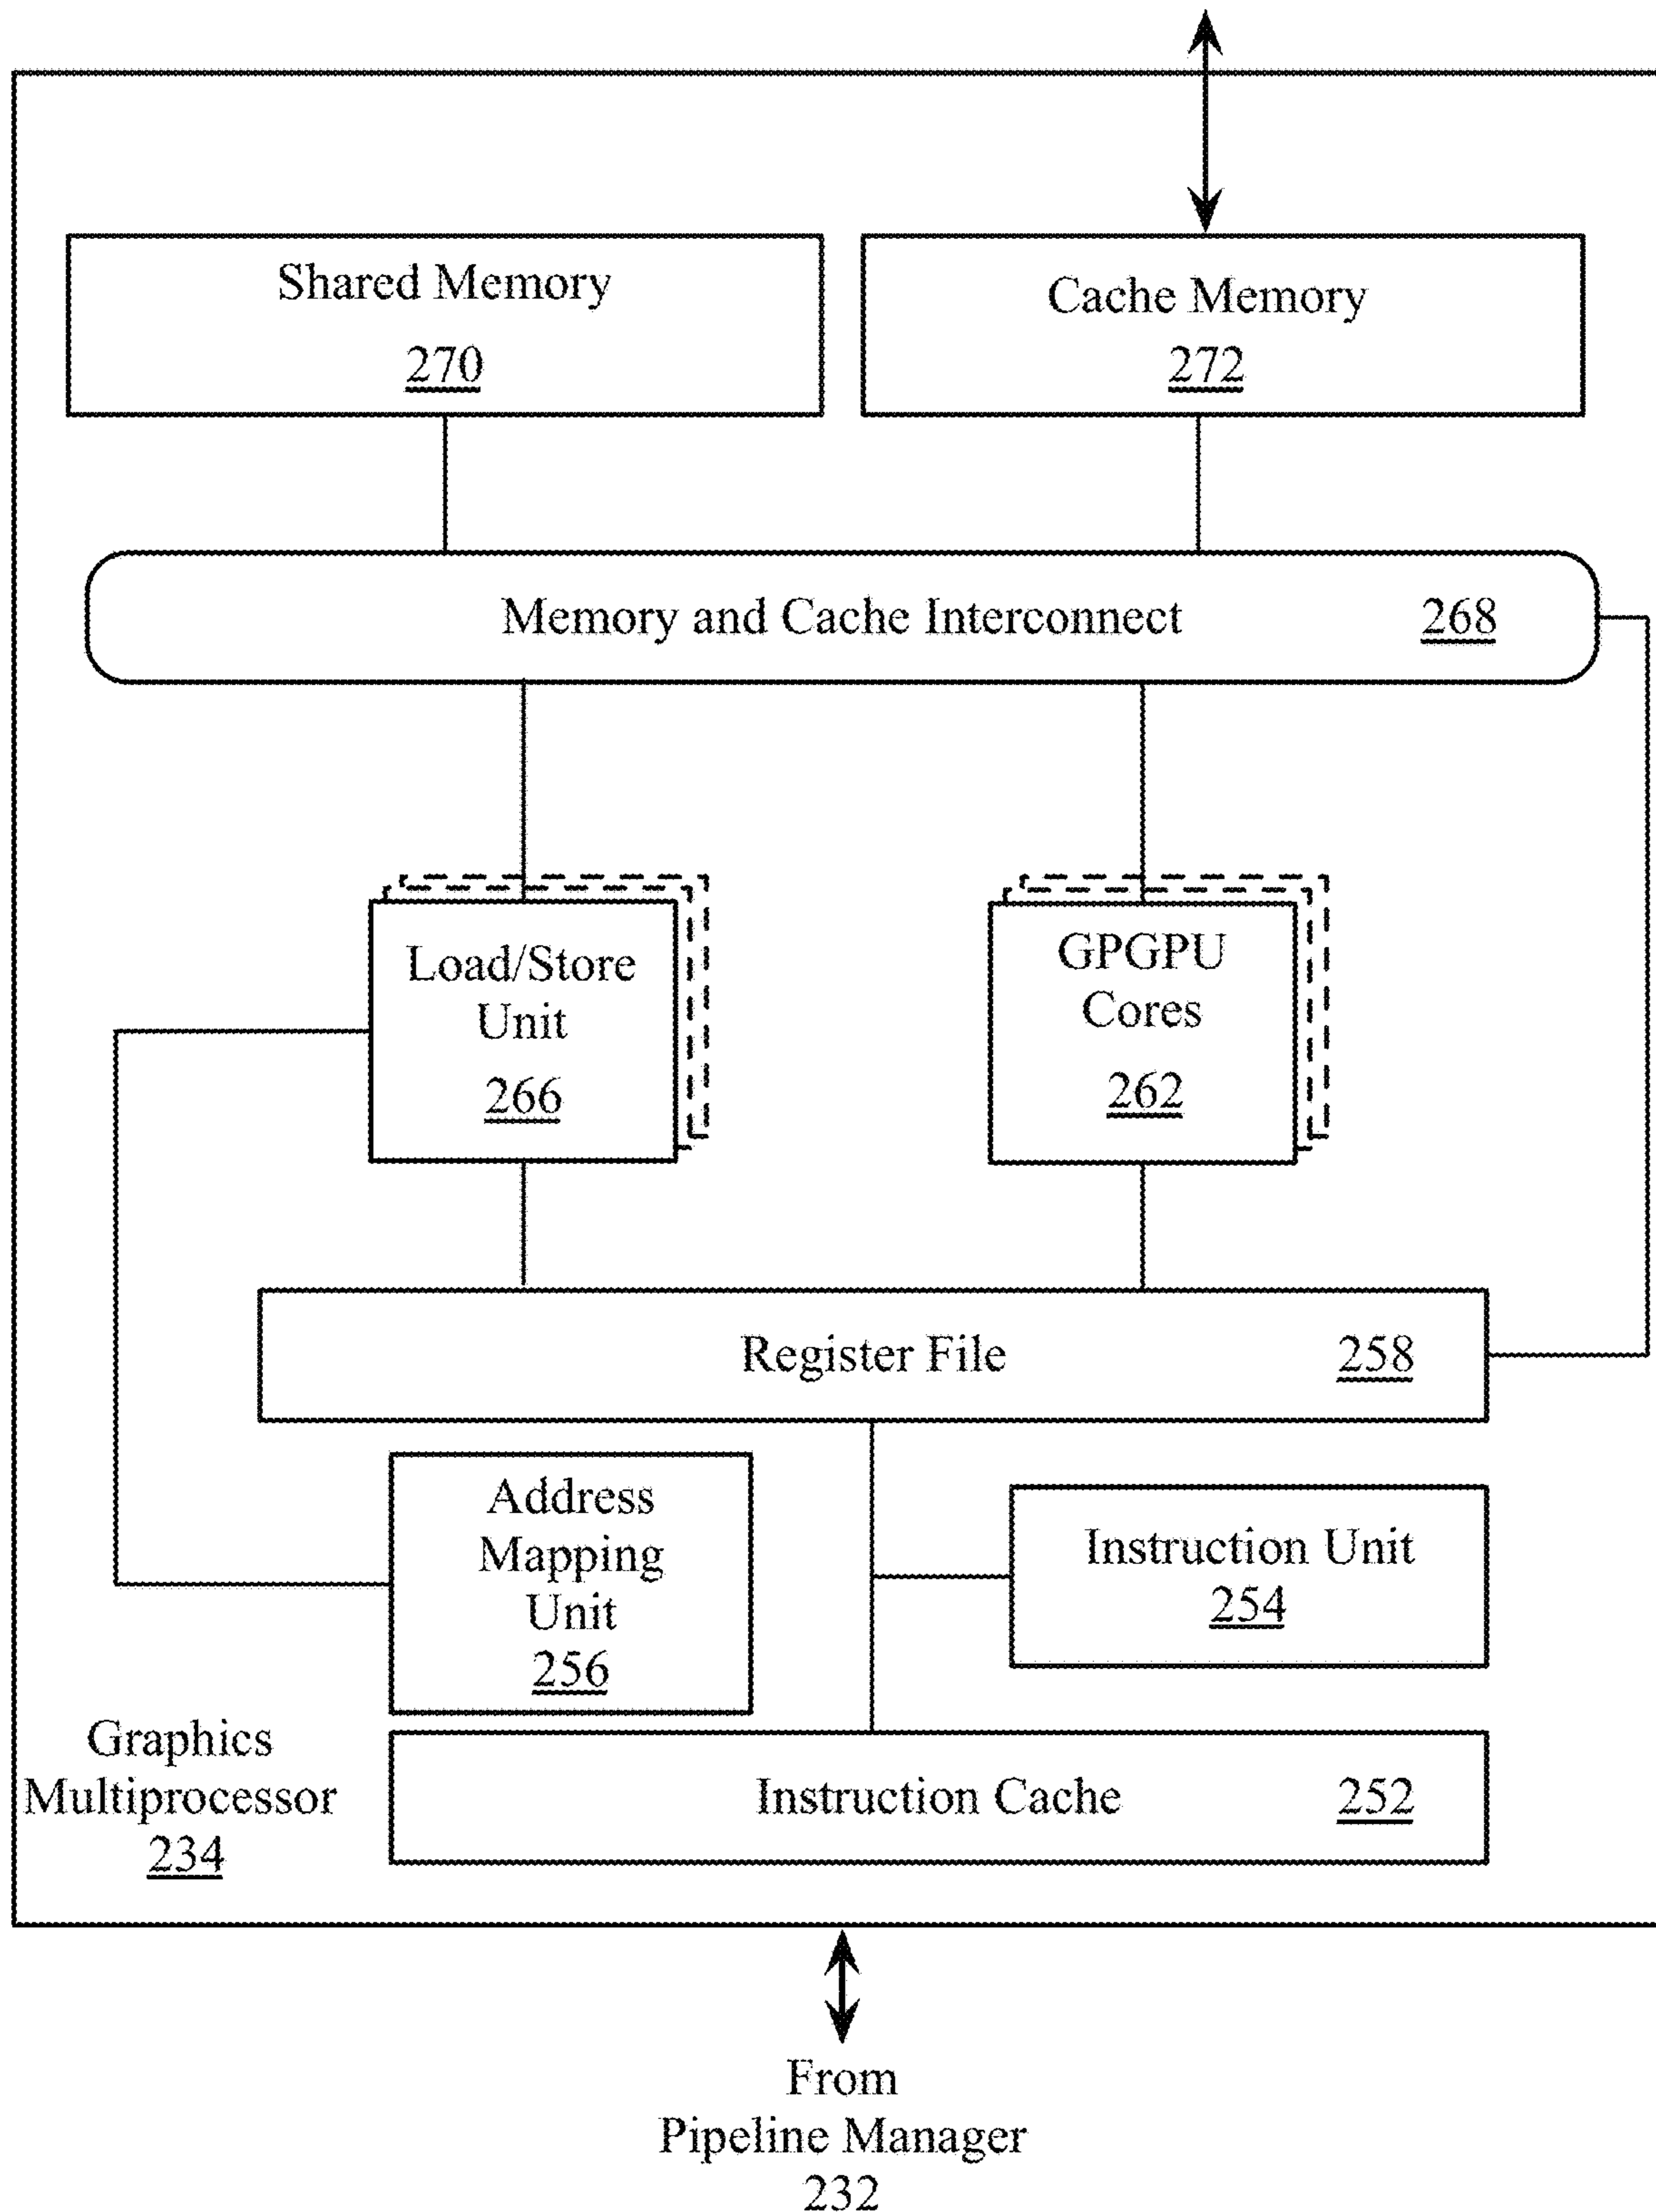 Shared Memory
270
Cache Memory
272
Memory and Cache Interconnect 268
Load/Store
Unit
266
GPGPU
Cores
262
Register File 258
Address
Mapping
Unit
256
Instruction Unit
254
Graphics
Multiprocessor
234
Instruction Cache 252
From
Pipeline Manager
232